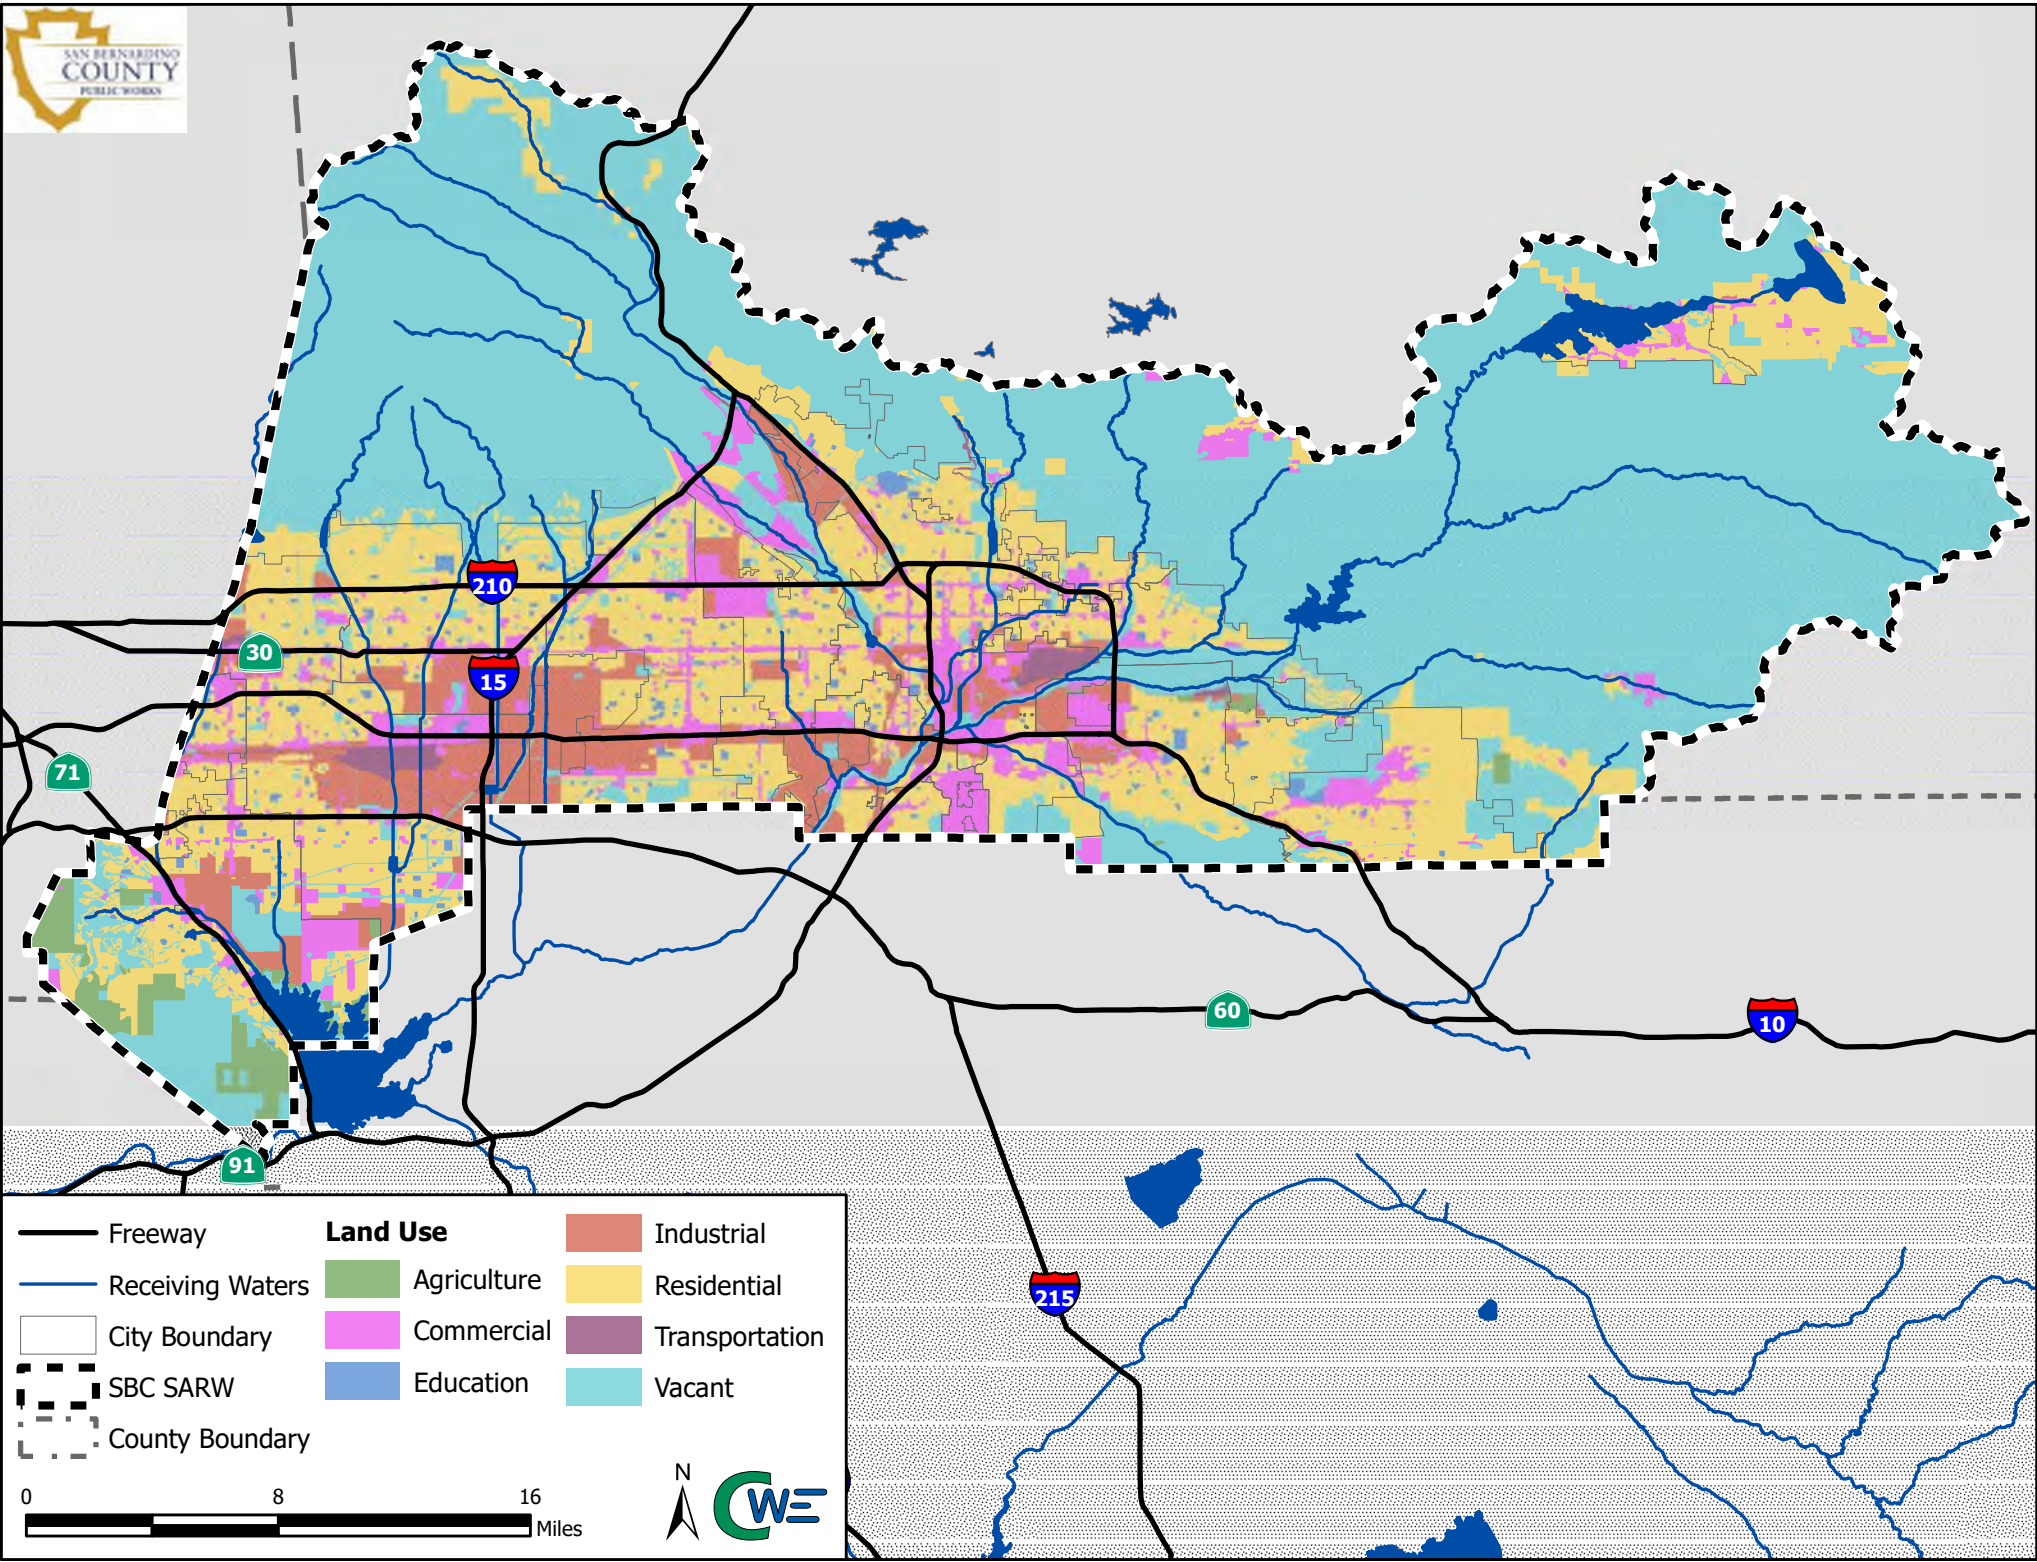 SAN BERNARDINO
COUNTY
PUBLIC WORKS
210
30
15
71
60
10
91
215
Freeway
Receiving Waters
City Boundary
SBC SARW
County Boundary
Land Use
Agriculture
Commercial
Education
Industrial
Residential
Transportation
Vacant
0 8 16
Miles
N
CWE